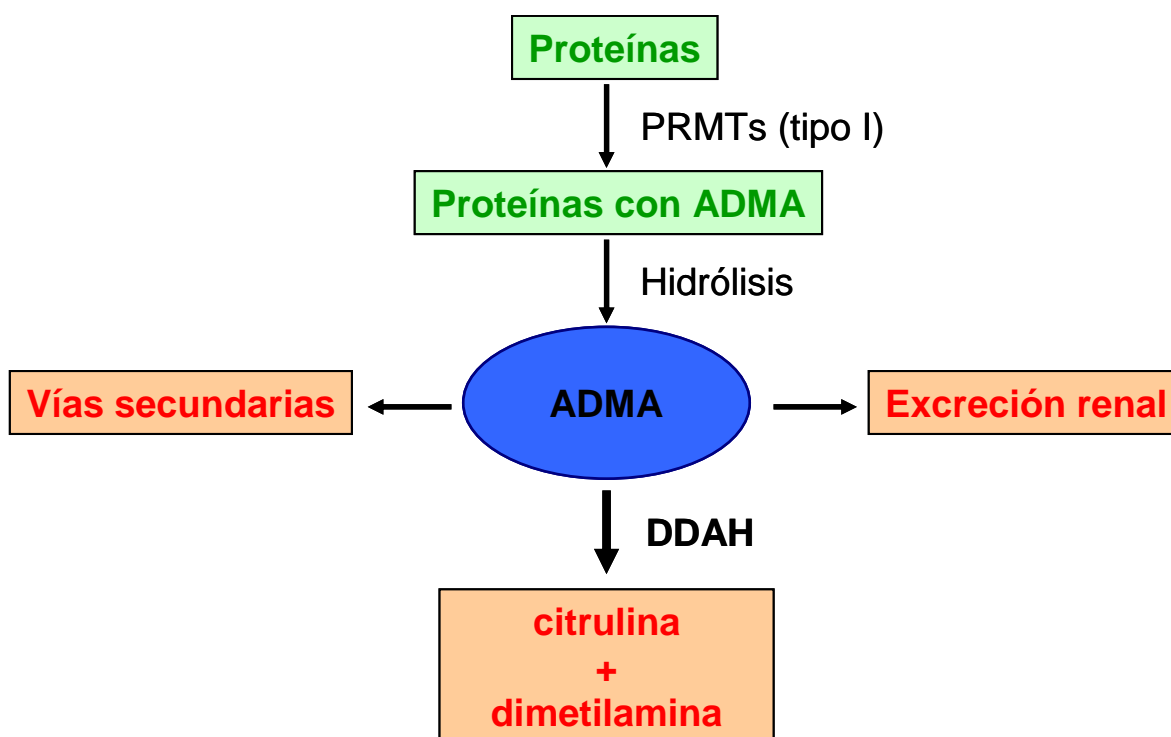 Proteínas
PRMTs (tipo I)
Proteínas con ADMA
Hidrólisis
Vías secundarias
ADMA
Excreción renal
DDAH
citrulina
+
dimetilamina